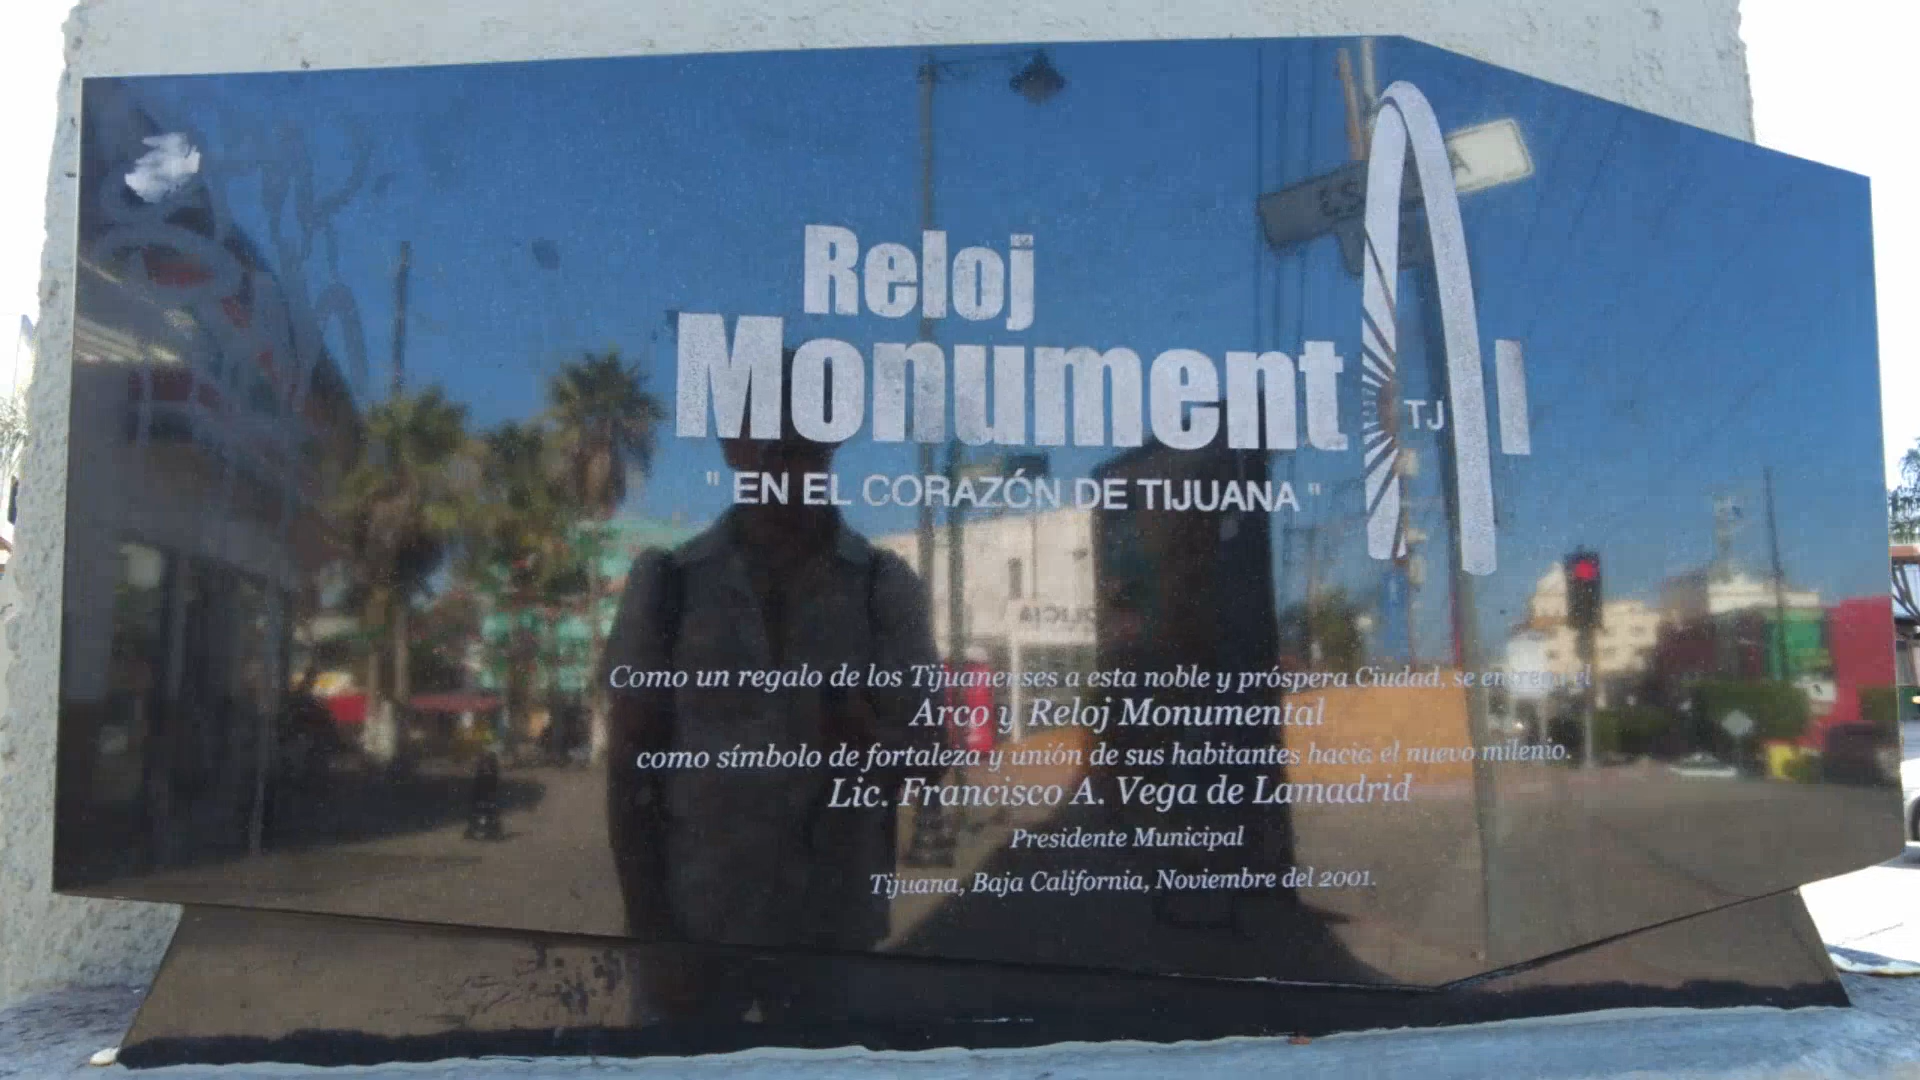 Reloj
Monumental
TJ
" EN EL CORAZÓN DE TIJUANA "
Como un regalo de los Tijuanenses a esta noble y próspera Ciudad, se entrega el
Arco y Reloj Monumental
como símbolo de fortaleza y unión de sus habitantes hacia el nuevo milenio.
Lic. Francisco A. Vega de Lamadrid
Presidente Municipal
Tijuana, Baja California, Noviembre del 2001.